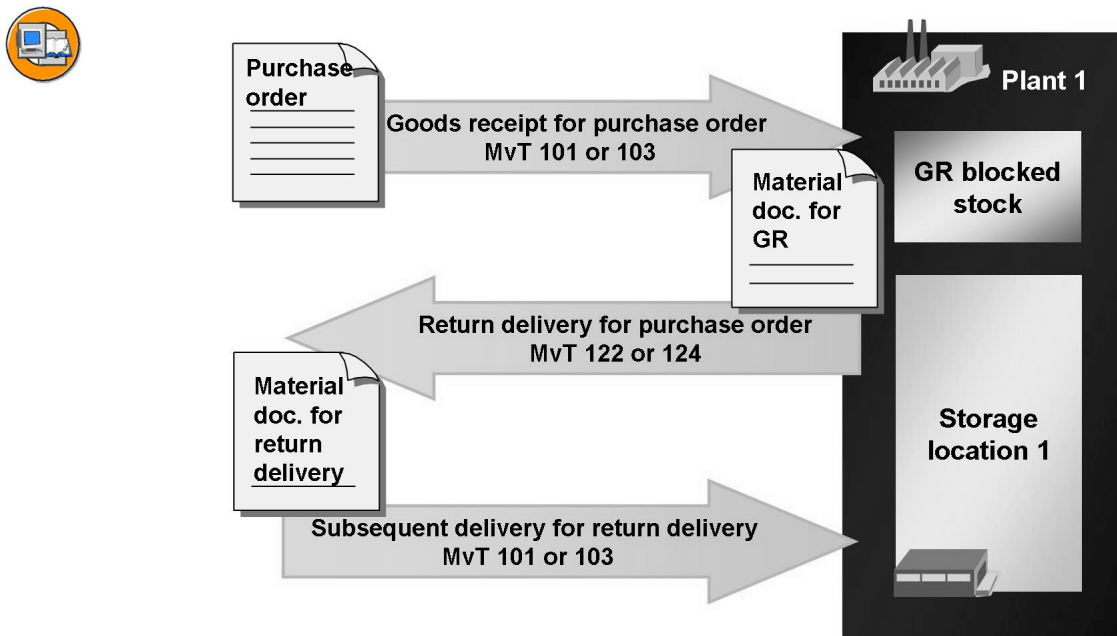 Purchase
order
Goods receipt for purchase order
MvT 101 or 103
Plant 1
GR blocked
stock
Material
doc. for
GR
Return delivery for purchase order
MvT 122 or 124
Material
doc. for
return
delivery
Storage
location 1
Subsequent delivery for return delivery
MvT 101 or 103